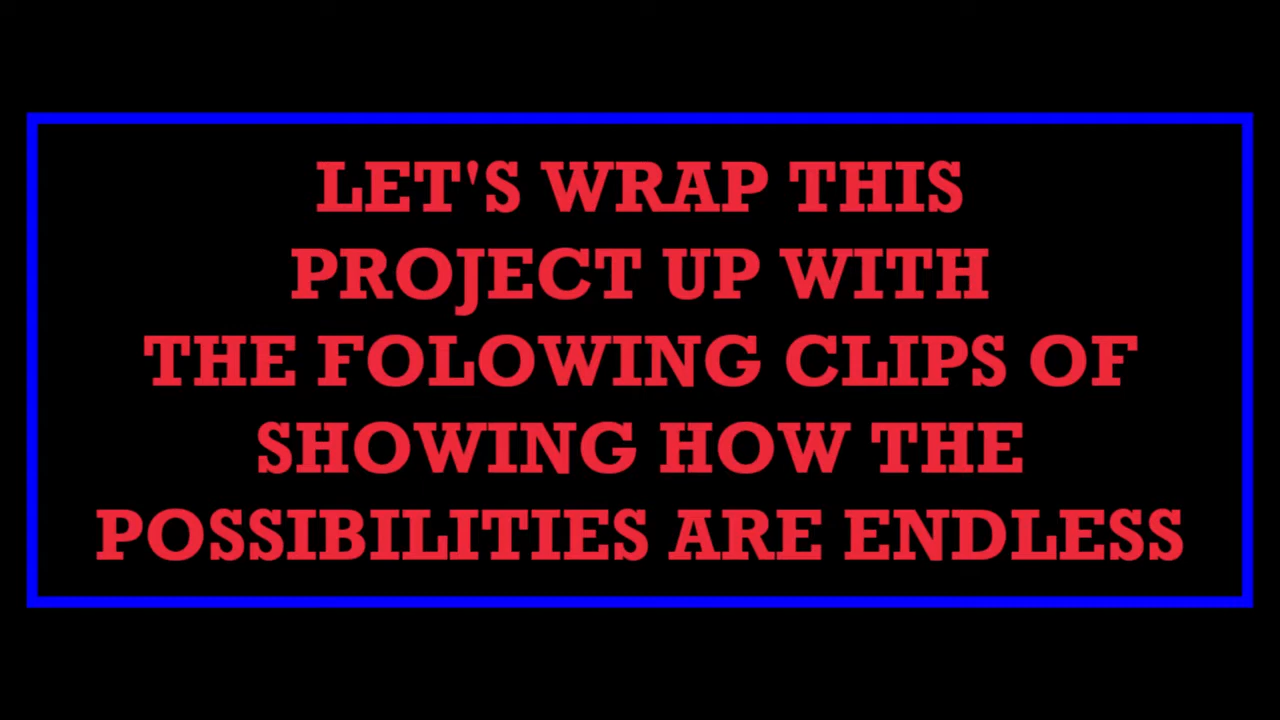 LET'S WRAP THIS
PROJECT UP WITH
THE FOLOWING CLIPS OF
SHOWING HOW THE
POSSIBILITIES ARE ENDLESS